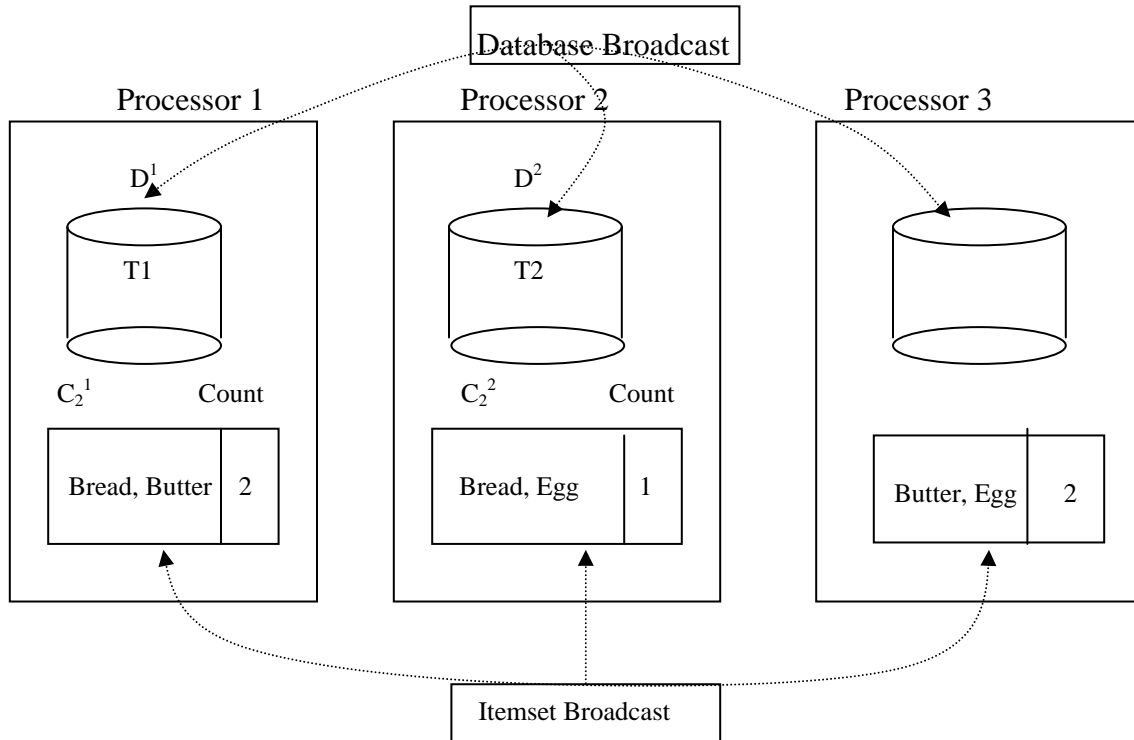 Database Broadcast
Processor 1
Processor 2
Processor 3
D¹
D²
T1
T2
C₂¹ Count
C₂² Count
Bread, Butter 2
Bread, Egg 1
Butter, Egg 2
Itemset Broadcast